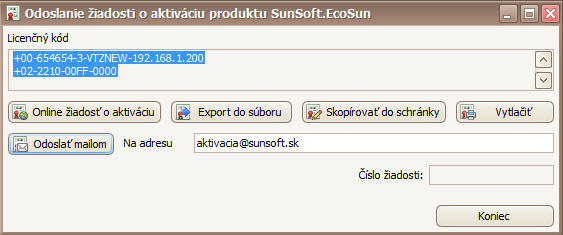 Odoslanie žiadosti o aktiváciu produktu SunSoft.EcoSun
Licenčný kód
+00-654654-3-VTZNEW-192.168.1.200
+02-2210-00FF-0000
Online žiadosť o aktiváciu Export do súboru Skopírovať do schránky Vytlačiť
Odoslať mailom Na adresu aktivacia@sunsoft.sk
Číslo žiadosti:
Koniec